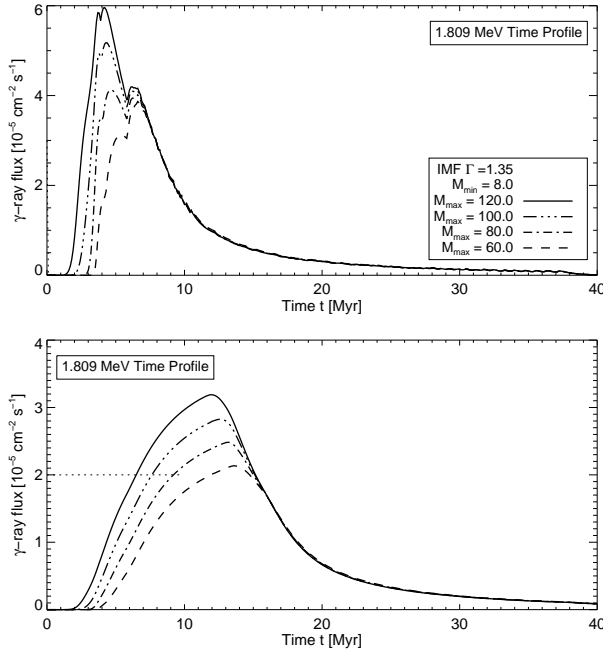 6
4
2
0
γ-ray flux [10⁻⁵ cm⁻² s⁻¹]
1.809 MeV Time Profile
IMF Γ =1.35
M_min = 8.0
M_max = 120.0
M_max = 100.0
M_max = 80.0
M_max = 60.0
0 10 20 30 40
Time t [Myr]
4
3
2
1
0
γ-ray flux [10⁻⁵ cm⁻² s⁻¹]
1.809 MeV Time Profile
0 10 20 30 40
Time t [Myr]